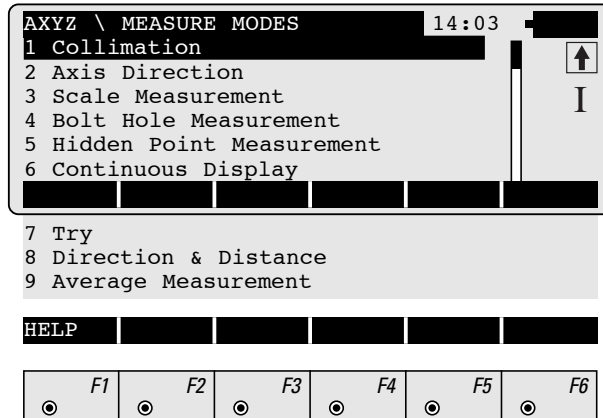 AXYZ \ MEASURE MODES 14:03
1 Collimation
2 Axis Direction
3 Scale Measurement
I
4 Bolt Hole Measurement
5 Hidden Point Measurement
6 Continuous Display
7 Try
8 Direction & Distance
9 Average Measurement
HELP
F1 F2 F3 F4 F5 F6